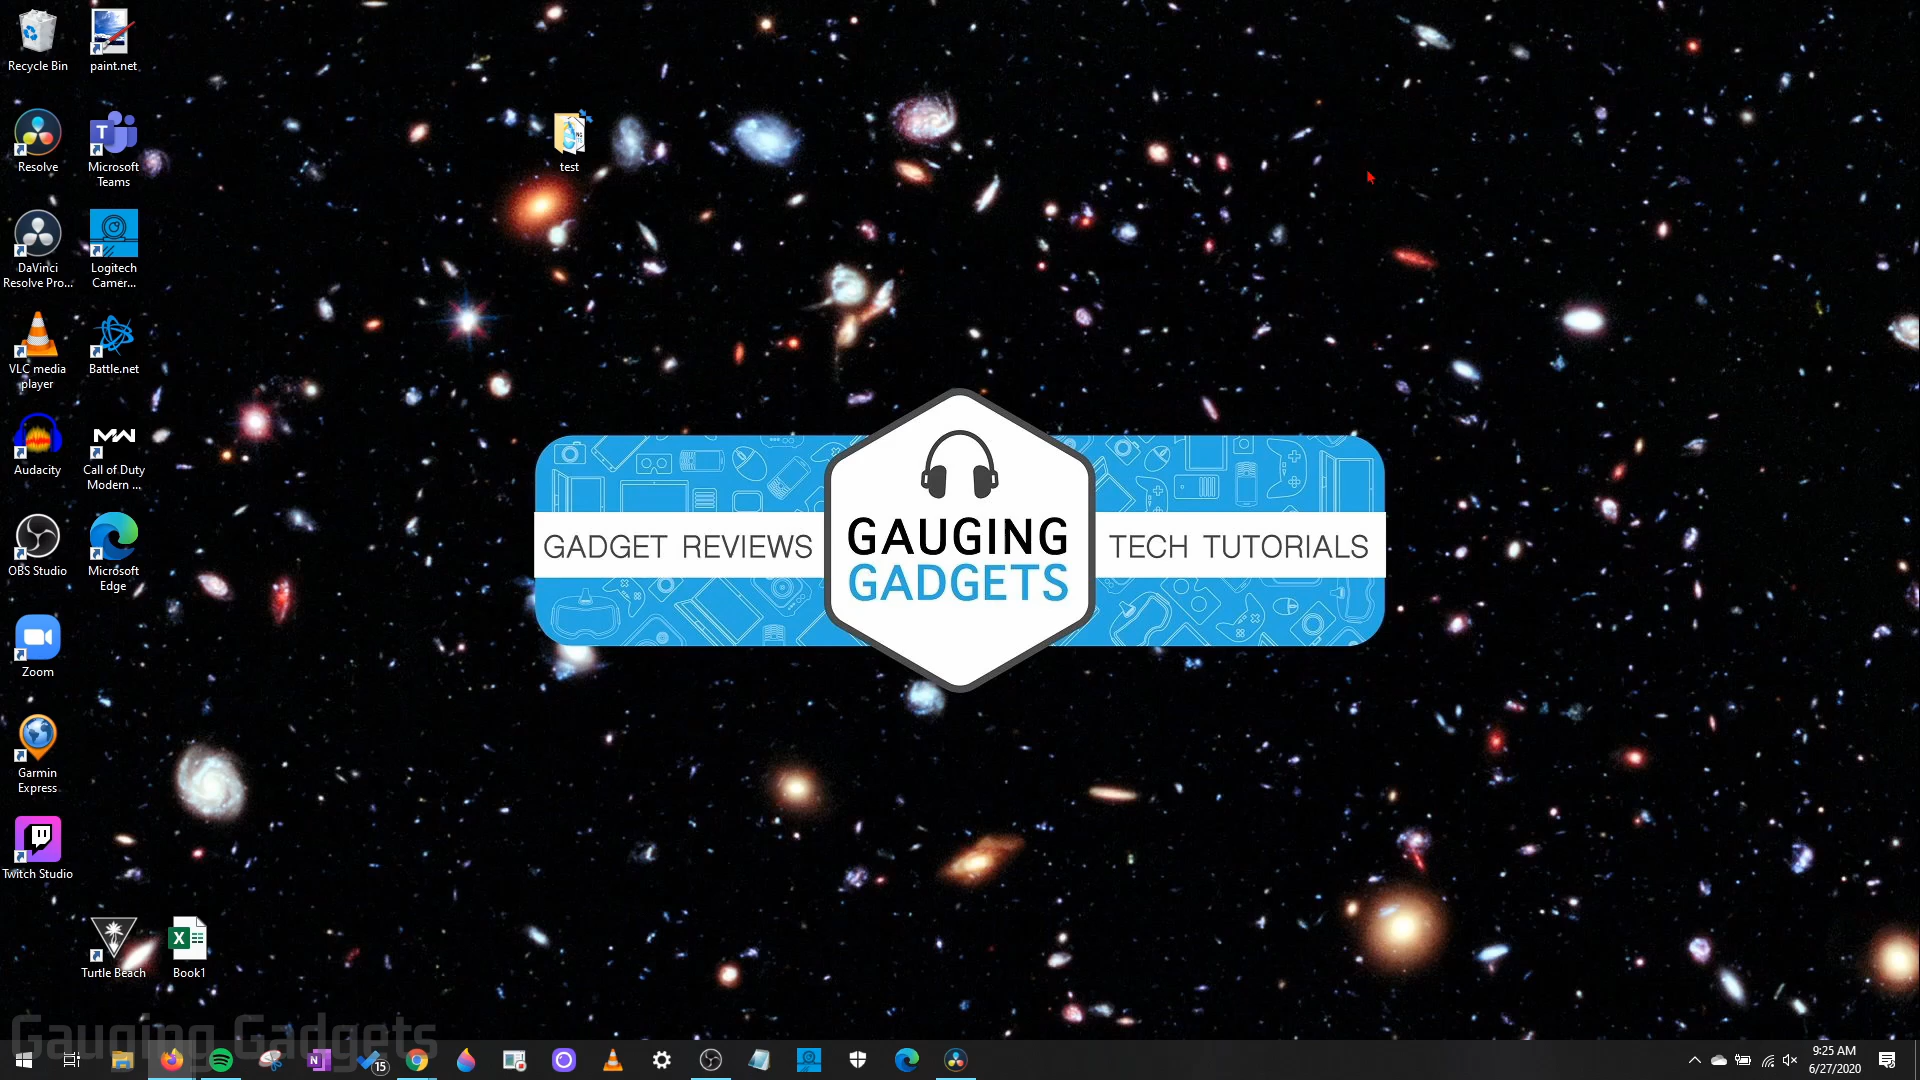 Recycle Bin
paint.net
Resolve
Microsoft
Teams
test
DaVinci
Resolve Pro...
Logitech
Camer...
VLC media
player
Battle.net
Audacity
Call of Duty
Modern ...
OBS Studio
Microsoft
Edge
Zoom
Garmin
Express
Twitch Studio
Turtle Beach
Book1
GADGET REVIEWS
GAUGING
GADGETS
TECH TUTORIALS
Gauging Gadgets
15
9:25 AM
6/27/2020